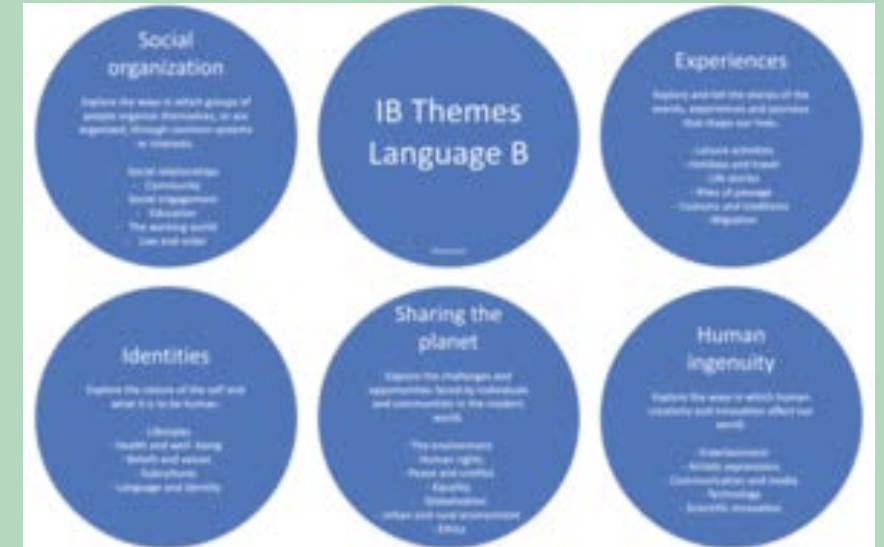 Social
organization
Explore the ways in which groups of
people organize themselves, or are
organized, through common systems
or interests.
Social relationships
- Community
Social engagement
- Education
The working world
- Law and order
IB Themes
Language B
Experiences
Explore and tell the stories of the
events, experiences and journeys
that shape our lives.
- Leisure activities
- Holidays and travel
- Life stories
- Rites of passage
- Customs and traditions
- Migration
Identities
Explore the nature of the self and
what it is to be human.
- Lifestyles
- Health and well-being
- Beliefs and values
- Subcultures
- Language and identity
Sharing the
planet
Explore the challenges and
opportunities faced by individuals
and communities in the modern
world.
- The environment
- Human rights
- Peace and conflict
- Equality
- Globalization
- Urban and rural environment
- Ethics
Human
ingenuity
Explore the ways in which human
creativity and innovation affect our
world.
- Entertainment
- Artistic expressions
- Communication and media
- Technology
- Scientific innovation